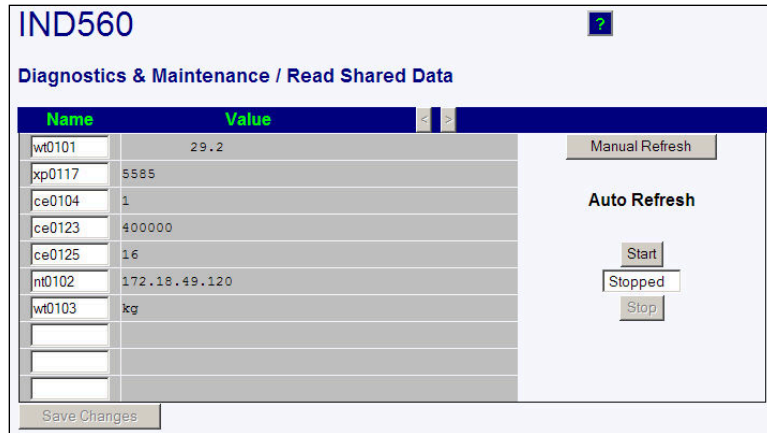 IND560 ?
Diagnostics & Maintenance / Read Shared Data
Name Value < >
wt0101 29.2 Manual Refresh
xp0117 5585
ce0104 1 Auto Refresh
ce0123 400000
ce0125 16 Start
nt0102 172.18.49.120 Stopped
wt0103 kg Stop
Save Changes